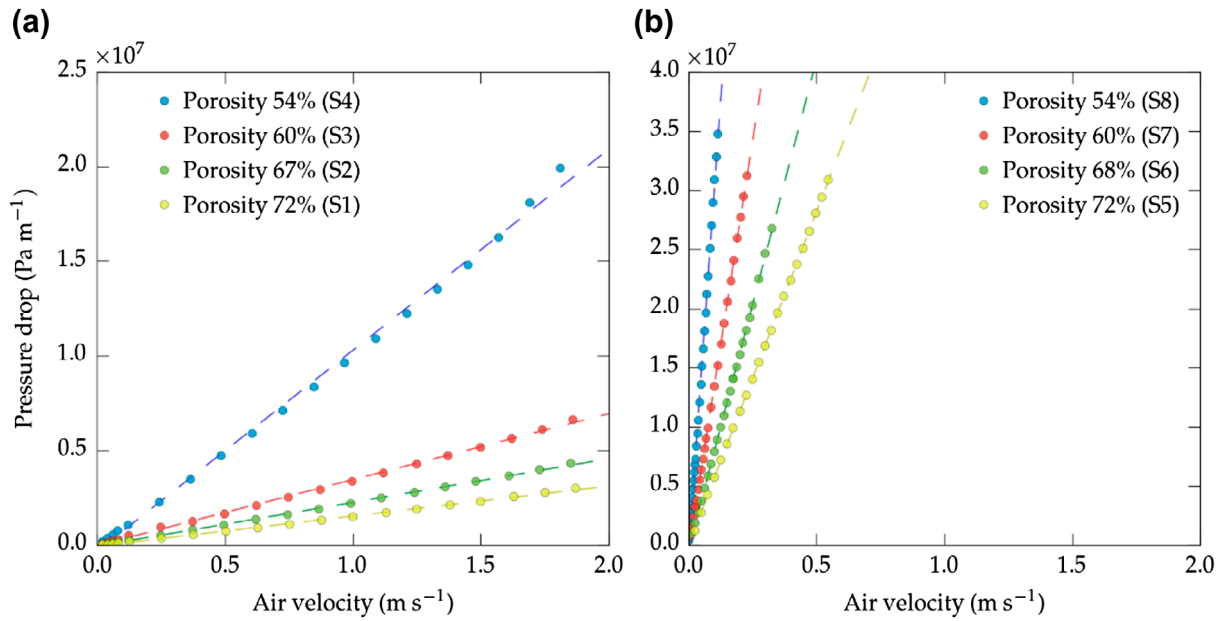 (a)
×10⁷
2.5
2.0
1.5
1.0
0.5
0.0
Pressure drop (Pa m⁻¹)
Porosity 54% (S4)
Porosity 60% (S3)
Porosity 67% (S2)
Porosity 72% (S1)
0.0 0.5 1.0 1.5 2.0
Air velocity (m s⁻¹)
(b)
×10⁷
4.0
3.5
3.0
2.5
2.0
1.5
1.0
0.5
0.0
Porosity 54% (S8)
Porosity 60% (S7)
Porosity 68% (S6)
Porosity 72% (S5)
0.0 0.5 1.0 1.5 2.0
Air velocity (m s⁻¹)